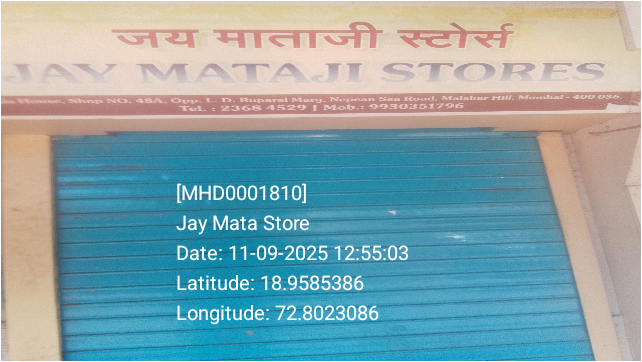 जय माताजी स्टोर्स
JAY MATAJI STORES
House, Shop NO. 48A, Opp. L. D. Ruparel Marg, Nepean Sea Road, Malabar Hill, Mumbai - 400 036.
Tel. : 2368 4529 | Mob.: 9930351796
[MHD0001810]
Jay Mata Store
Date: 11-09-2025 12:55:03
Latitude: 18.9585386
Longitude: 72.8023086